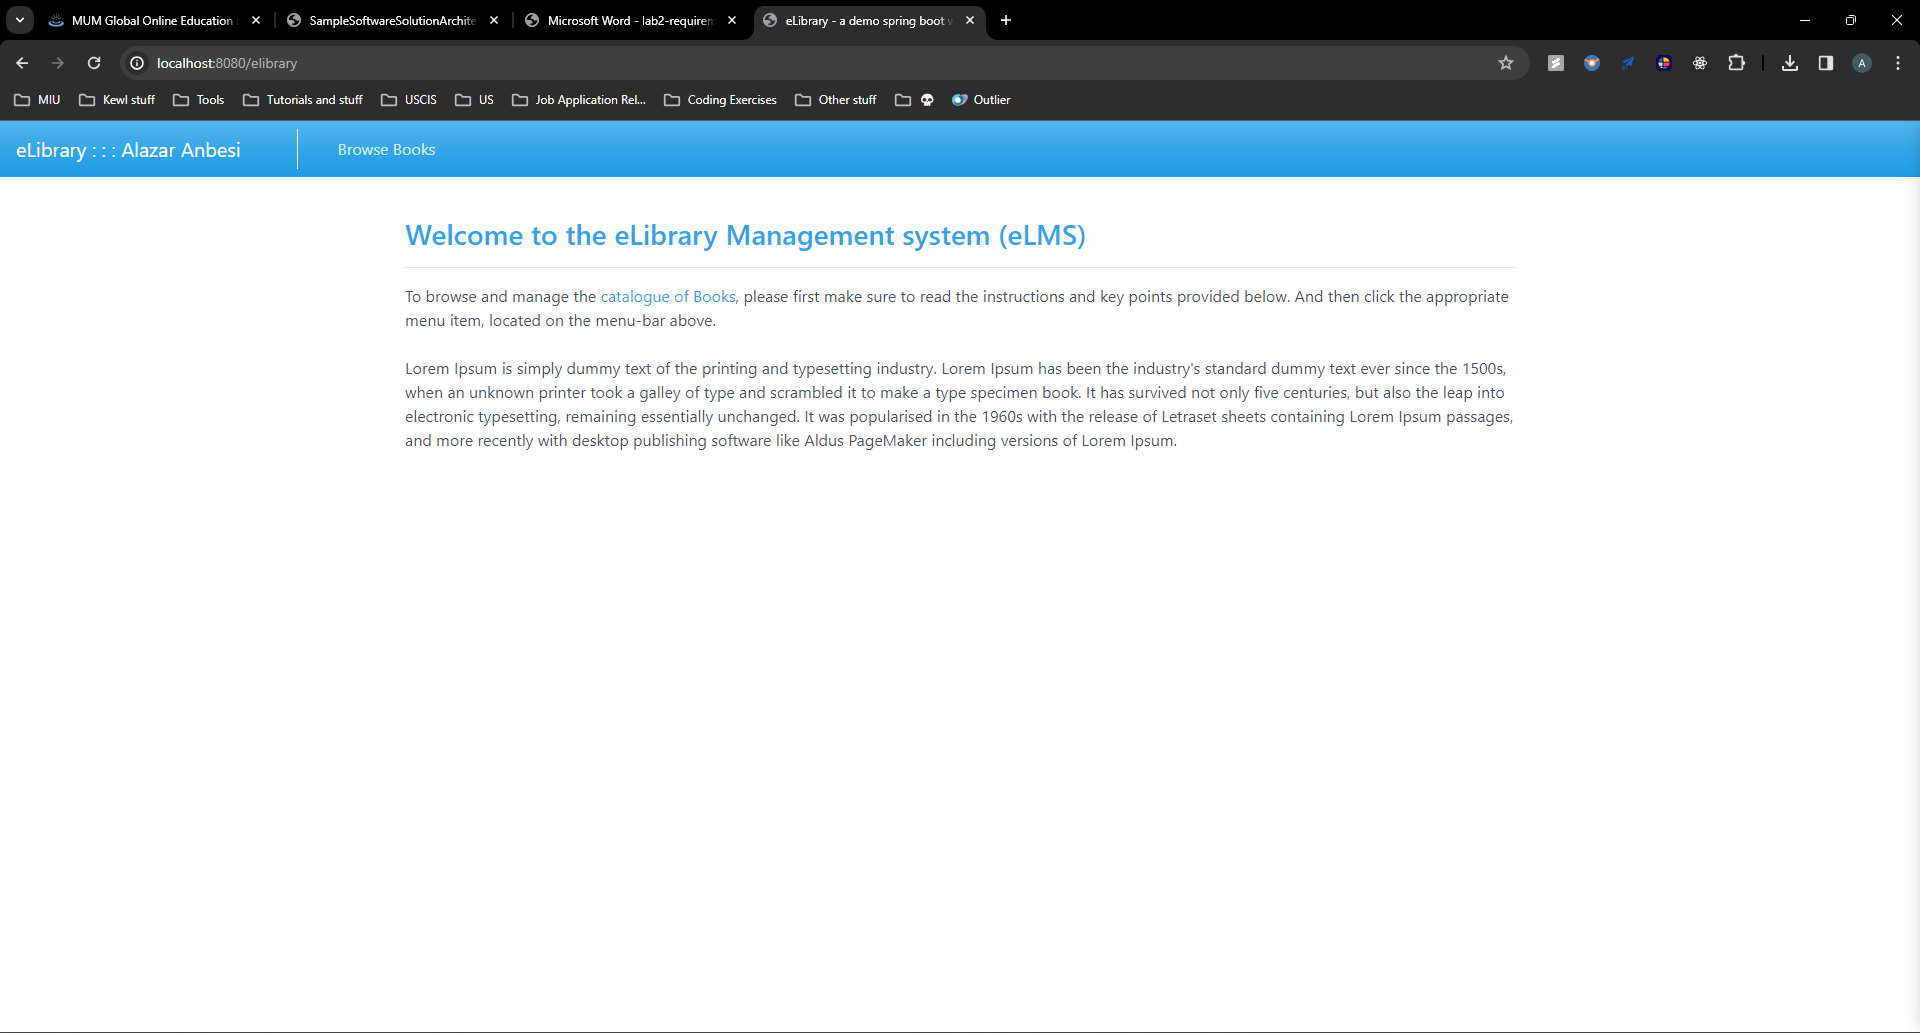 MUM Global Online Education
SampleSoftwareSolutionArchite
Microsoft Word - lab2-requirem
eLibrary - a demo spring boot w
localhost:8080/elibrary
A
MIU
Kewl stuff
Tools
Tutorials and stuff
USCIS
US
Job Application Rel...
Coding Exercises
Other stuff
Outlier
eLibrary : : : Alazar Anbesi
Browse Books
Welcome to the eLibrary Management system (eLMS)
To browse and manage the catalogue of Books, please first make sure to read the instructions and key points provided below. And then click the appropriate
menu item, located on the menu-bar above.
Lorem Ipsum is simply dummy text of the printing and typesetting industry. Lorem Ipsum has been the industry's standard dummy text ever since the 1500s,
when an unknown printer took a galley of type and scrambled it to make a type specimen book. It has survived not only five centuries, but also the leap into
electronic typesetting, remaining essentially unchanged. It was popularised in the 1960s with the release of Letraset sheets containing Lorem Ipsum passages,
and more recently with desktop publishing software like Aldus PageMaker including versions of Lorem Ipsum.